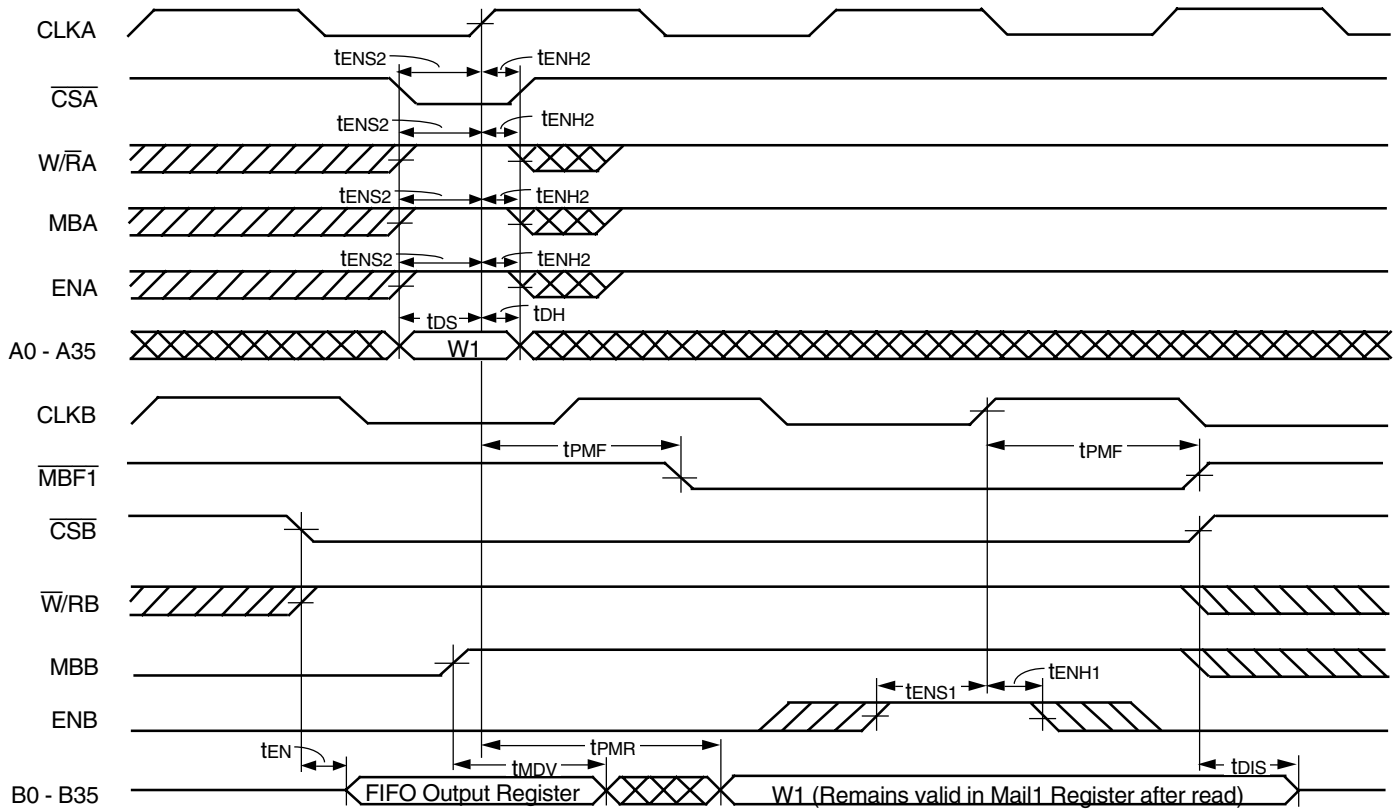 CLKA
tENS2 tENH2
CSA
tENS2 tENH2
W/RA
tENS2 tENH2
MBA
tENS2 tENH2
ENA
tDS tDH
A0 - A35 W1
CLKB
tPMF tPMF
MBF1
CSB
W/RB
MBB
tENS1 tENH1
ENB
tEN tPMR
tMDV tDIS
B0 - B35 FIFO Output Register W1 (Remains valid in Mail1 Register after read)